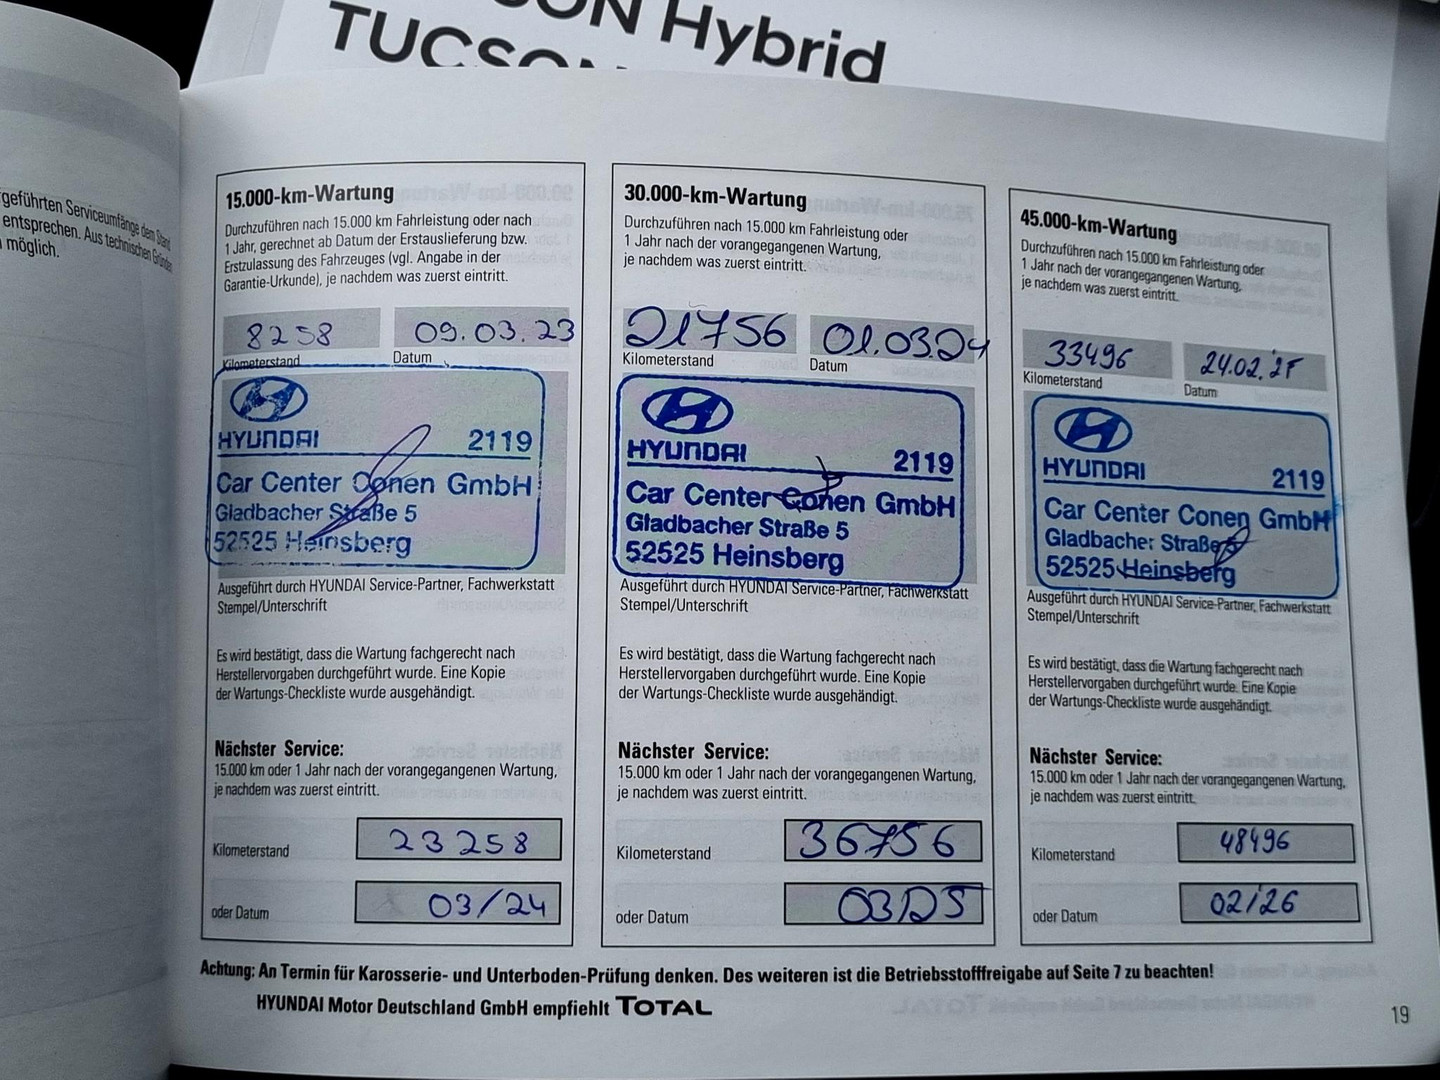 ON Hybrid
TUCSON
geführten Serviceumfänge dem Stand
entsprechen. Aus technischen Gründen
möglich.
15.000-km-Wartung
Durchzuführen nach 15.000 km Fahrleistung oder nach
1 Jahr, gerechnet ab Datum der Erstauslieferung bzw.
Erstzulassung des Fahrzeuges (vgl. Angabe in der
Garantie-Urkunde), je nachdem was zuerst eintritt.
8258 09.03.23
Kilometerstand Datum
HYUNDAI 2119
Car Center Conen GmbH
Gladbacher Straße 5
52525 Heinsberg
Ausgeführt durch HYUNDAI Service-Partner, Fachwerkstatt
Stempel/Unterschrift
Es wird bestätigt, dass die Wartung fachgerecht nach
Herstellervorgaben durchgeführt wurde. Eine Kopie
der Wartungs-Checkliste wurde ausgehändigt.
Nächster Service:
15.000 km oder 1 Jahr nach der vorangegangenen Wartung,
je nachdem was zuerst eintritt.
Kilometerstand 23258
oder Datum 03/24
30.000-km-Wartung
Durchzuführen nach 15.000 km Fahrleistung oder
1 Jahr nach der vorangegangenen Wartung,
je nachdem was zuerst eintritt.
21756 01.03.24
Kilometerstand Datum
HYUNDAI 2119
Car Center Conen GmbH
Gladbacher Straße 5
52525 Heinsberg
Ausgeführt durch HYUNDAI Service-Partner, Fachwerkstatt
Stempel/Unterschrift
Es wird bestätigt, dass die Wartung fachgerecht nach
Herstellervorgaben durchgeführt wurde. Eine Kopie
der Wartungs-Checkliste wurde ausgehändigt.
Nächster Service:
15.000 km oder 1 Jahr nach der vorangegangenen Wartung,
je nachdem was zuerst eintritt.
Kilometerstand 36756
oder Datum 03/25
45.000-km-Wartung
Durchzuführen nach 15.000 km Fahrleistung oder
1 Jahr nach der vorangegangenen Wartung,
je nachdem was zuerst eintritt.
33496 24.02.25
Kilometerstand Datum
HYUNDAI 2119
Car Center Conen GmbH
Gladbacher Straße 5
52525 Heinsberg
Ausgeführt durch HYUNDAI Service-Partner, Fachwerkstatt
Stempel/Unterschrift
Es wird bestätigt, dass die Wartung fachgerecht nach
Herstellervorgaben durchgeführt wurde. Eine Kopie
der Wartungs-Checkliste wurde ausgehändigt.
Nächster Service:
15.000 km oder 1 Jahr nach der vorangegangenen Wartung,
je nachdem was zuerst eintritt.
Kilometerstand 48496
oder Datum 02/26
Achtung: An Termin für Karosserie- und Unterboden-Prüfung denken. Des weiteren ist die Betriebsstofffreigabe auf Seite 7 zu beachten!
HYUNDAI Motor Deutschland GmbH empfiehlt TOTAL
19